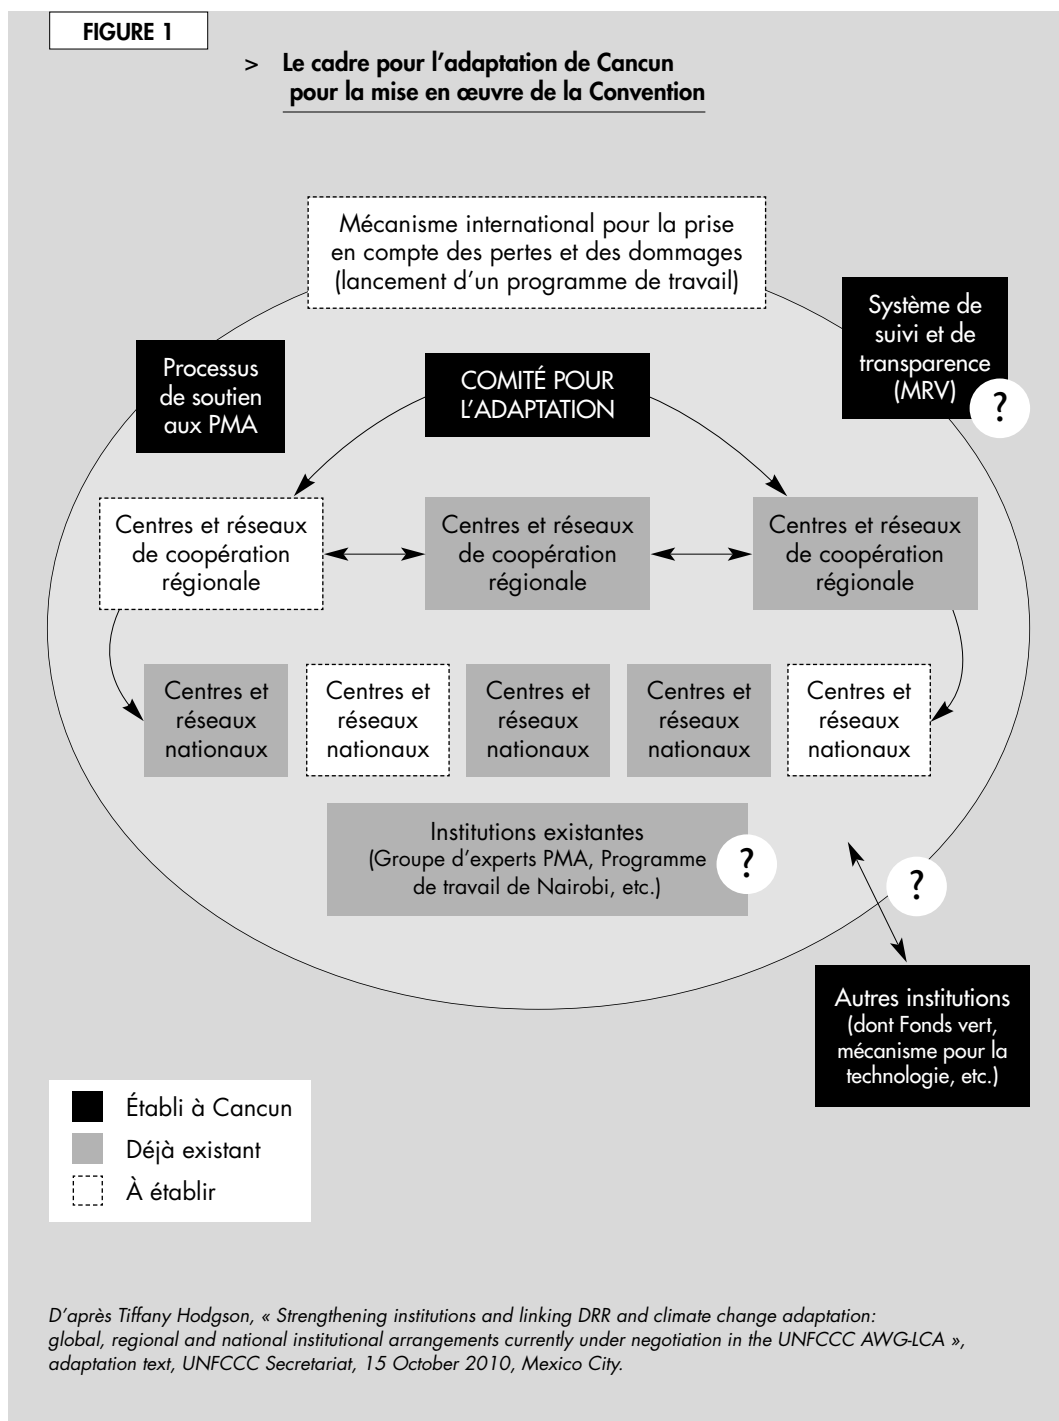 FIGURE 1
> Le cadre pour l'adaptation de Cancun
pour la mise en œuvre de la Convention
Mécanisme international pour la prise
en compte des pertes et des dommages
(lancement d'un programme de travail)
Système de
suivi et de
transparence
(MRV)
?
Processus
de soutien
aux PMA
COMITÉ POUR
L'ADAPTATION
Centres et réseaux
de coopération
régionale
Centres et réseaux
de coopération
régionale
Centres et réseaux
de coopération
régionale
Centres et
réseaux
nationaux
Centres et
réseaux
nationaux
Centres et
réseaux
nationaux
Centres et
réseaux
nationaux
Centres et
réseaux
nationaux
Institutions existantes
(Groupe d'experts PMA, Programme
de travail de Nairobi, etc.)
?
?
Autres institutions
(dont Fonds vert,
mécanisme pour la
technologie, etc.)
Établi à Cancun
Déjà existant
À établir
D'après Tiffany Hodgson, « Strengthening institutions and linking DRR and climate change adaptation:
global, regional and national institutional arrangements currently under negotiation in the UNFCCC AWG-LCA »,
adaptation text, UNFCCC Secretariat, 15 October 2010, Mexico City.